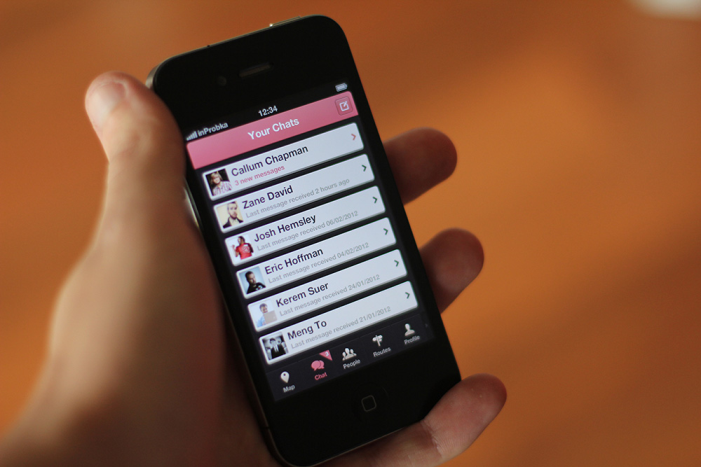 inProbka 12:34
Your Chats
Callum Chapman
3 new messages
Zane David
Last message received 2 hours ago
Josh Hemsley
Last message received 06/02/2012
Eric Hoffman
Last message received 04/02/2012
Kerem Suer
Last message received 24/01/2012
Meng To
Last message received 21/01/2012
Map Chat People Routes Profile